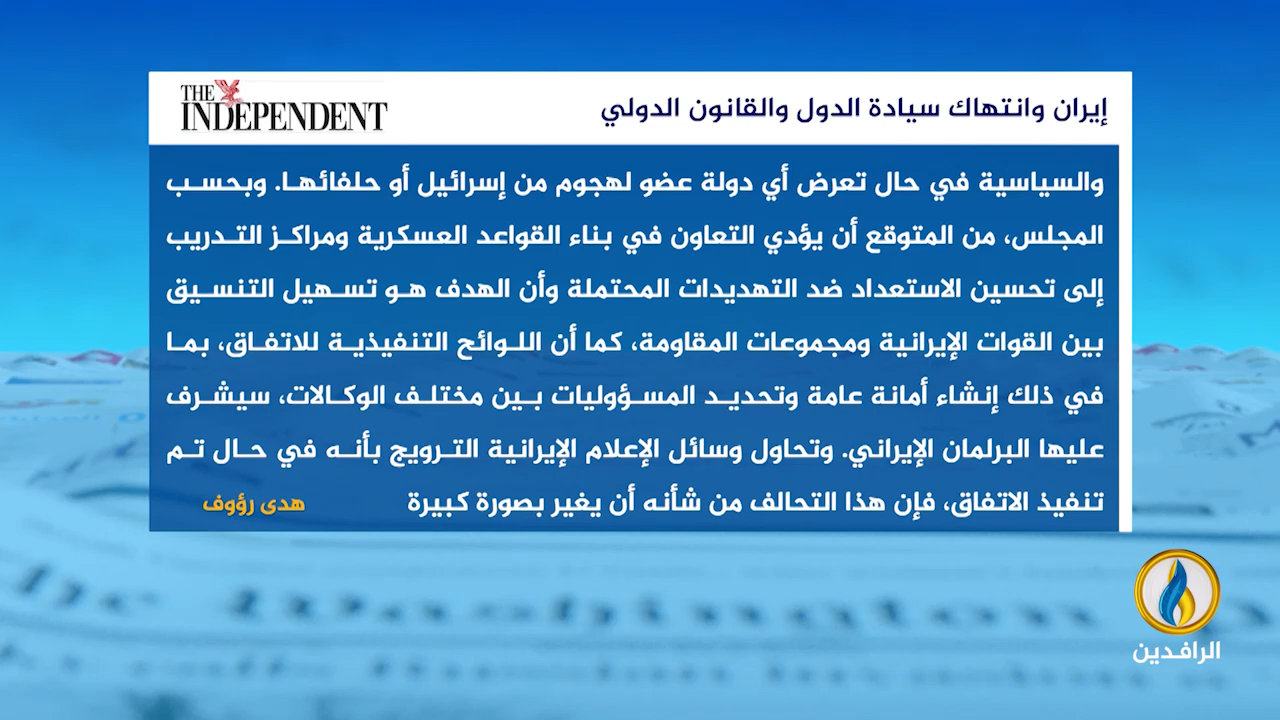 THE INDEPENDENT
إيران وانتهاك سيادة الدول والقانون الدولي
والسياسية في حال تعرض أي دولة عضو لهجوم من إسرائيل أو حلفائها. وبحسب
المجلس، من المتوقع أن يؤدي التعاون في بناء القواعد العسكرية ومراكز التدريب
إلى تحسين الاستعداد ضد التهديدات المحتملة وأن الهدف هو تسهيل التنسيق
بين القوات الإيرانية ومجموعات المقاومة، كما أن اللوائح التنفيذية للاتفاق، بما
في ذلك إنشاء أمانة عامة وتحديد المسؤوليات بين مختلف الوكالات، سيشرف
عليها البرلمان الإيراني. وتحاول وسائل الإعلام الإيرانية الترويج بأنه في حال تم
تنفيذ الاتفاق، فإن هذا التحالف من شأنه أن يغير بصورة كبيرة
هدى رؤوف
الرافدين